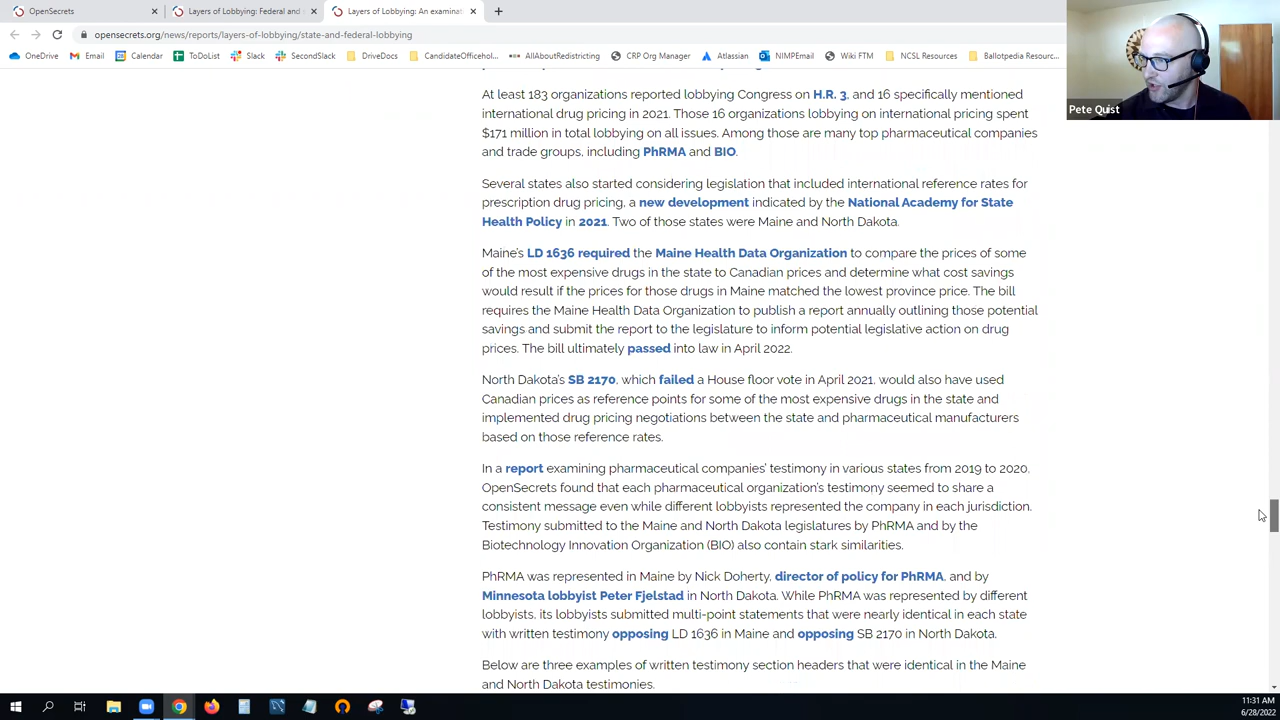 OpenSecrets
Layers of Lobbying: Federal and
Layers of Lobbying: An examinat
opensecrets.org/news/reports/layers-of-lobbying/state-and-federal-lobbying
OneDrive Email Calendar ToDoList Slack SecondSlack DriveDocs CandidateOfficehol... AllAboutRedistricting CRP Org Manager Atlassian NIMPEmail Wiki FTM NCSL Resources Ballotpedia Resourc...
Pete Quist
At least 183 organizations reported lobbying Congress on H.R. 3, and 16 specifically mentioned
international drug pricing in 2021. Those 16 organizations lobbying on international pricing spent
$171 million in total lobbying on all issues. Among those are many top pharmaceutical companies
and trade groups, including PhRMA and BIO.
Several states also started considering legislation that included international reference rates for
prescription drug pricing, a new development indicated by the National Academy for State
Health Policy in 2021. Two of those states were Maine and North Dakota.
Maine's LD 1636 required the Maine Health Data Organization to compare the prices of some
of the most expensive drugs in the state to Canadian prices and determine what cost savings
would result if the prices for those drugs in Maine matched the lowest province price. The bill
requires the Maine Health Data Organization to publish a report annually outlining those potential
savings and submit the report to the legislature to inform potential legislative action on drug
prices. The bill ultimately passed into law in April 2022.
North Dakota's SB 2170, which failed a House floor vote in April 2021, would also have used
Canadian prices as reference points for some of the most expensive drugs in the state and
implemented drug pricing negotiations between the state and pharmaceutical manufacturers
based on those reference rates.
In a report examining pharmaceutical companies' testimony in various states from 2019 to 2020,
OpenSecrets found that each pharmaceutical organization's testimony seemed to share a
consistent message even while different lobbyists represented the company in each jurisdiction.
Testimony submitted to the Maine and North Dakota legislatures by PhRMA and by the
Biotechnology Innovation Organization (BIO) also contain stark similarities.
PhRMA was represented in Maine by Nick Doherty, director of policy for PhRMA, and by
Minnesota lobbyist Peter Fjelstad in North Dakota. While PhRMA was represented by different
lobbyists, its lobbyists submitted multi-point statements that were nearly identical in each state
with written testimony opposing LD 1636 in Maine and opposing SB 2170 in North Dakota.
Below are three examples of written testimony section headers that were identical in the Maine
and North Dakota testimonies.
11:31 AM
6/28/2022